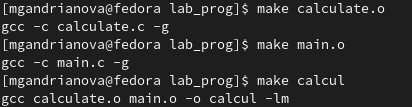 [mgandrianova@fedora lab_prog]$ make calculate.o
gcc -c calculate.c -g
[mgandrianova@fedora lab_prog]$ make main.o
gcc -c main.c -g
[mgandrianova@fedora lab_prog]$ make calcul
gcc calculate.o main.o -o calcul -lm